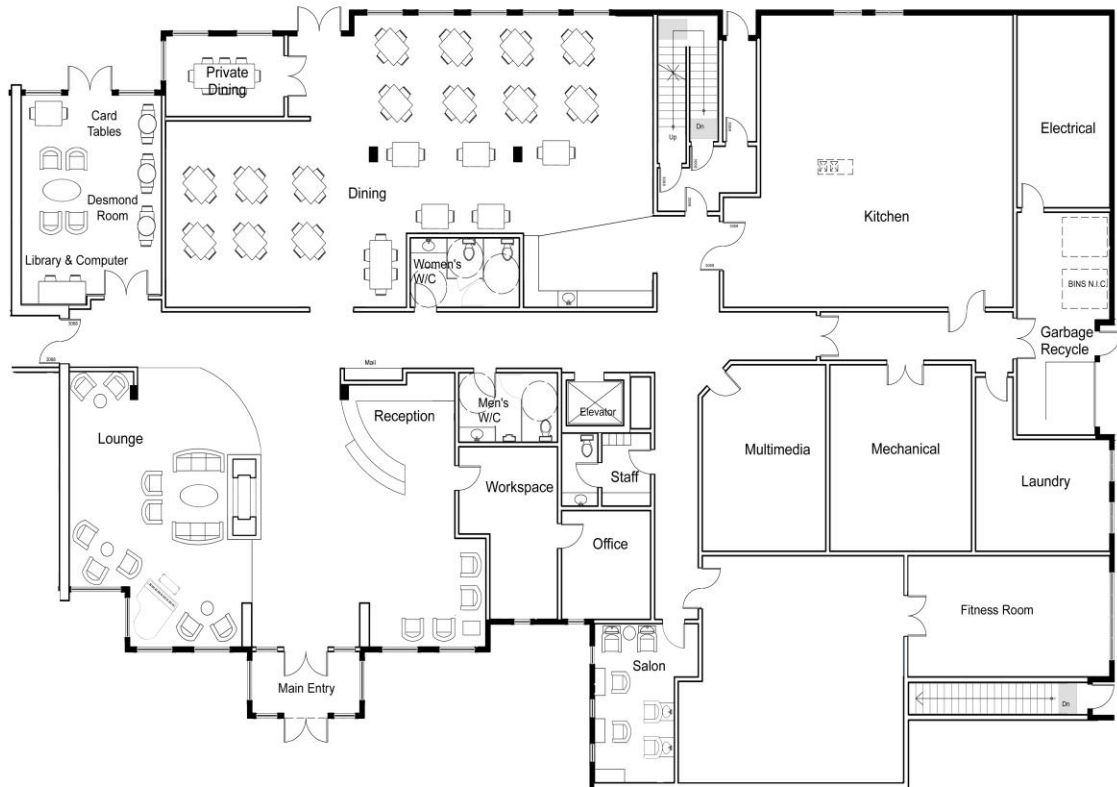 Private
Dining
Card
Tables
Desmond
Room
Library & Computer
Dining
Women's
W/C
Up
Dn
Kitchen
Electrical
BINS N.I.C.
Garbage
Recycle
3068
Mail
Lounge
Reception
Men's
W/C
Elevator
Staff
Workspace
Office
Multimedia
Mechanical
Laundry
Fitness Room
Salon
Main Entry
Dn